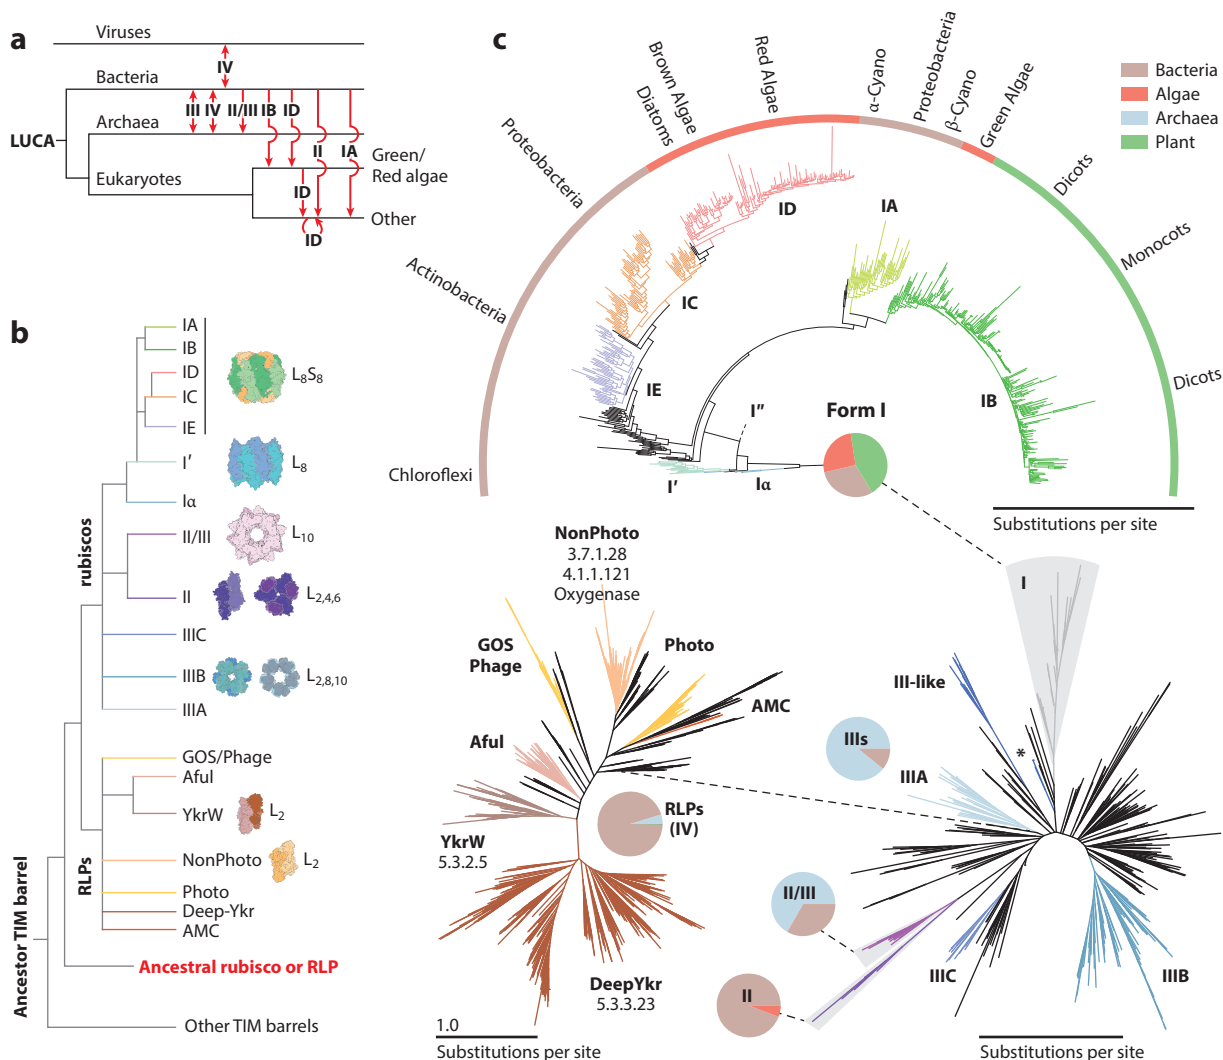 a
Viruses
IV
Bacteria
III
IV
II/III
IB
ID
LUCA
Archaea
II
IA
Green/
Red algae
Eukaryotes
ID
Other
ID
b
IA
IB
ID
IC
IE
L8S8
I′
L8
Iα
II/III
L10
II
L2,4,6
IIIC
IIIB
L2,8,10
IIIA
rubiscos
GOS/Phage
Aful
YkrW
L2
NonPhoto
L2
Photo
Deep-Ykr
AMC
RLPs
Ancestor TIM barrel
Ancestral rubisco or RLP
Other TIM barrels
c
Chloroflexi
Actinobacteria
Proteobacteria
Diatoms
Brown Algae
Red Algae
α-Cyano
Proteobacteria
β-Cyano
Green Algae
Dicots
Monocots
Dicots
Bacteria
Algae
Archaea
Plant
ID
IA
IC
IE
IB
I″
Form I
I′
Iα
Substitutions per site
NonPhoto
3.7.1.28
4.1.1.121
Oxygenase
GOS
Phage
Photo
AMC
Aful
RLPs
(IV)
YkrW
5.3.2.5
DeepYkr
5.3.3.23
1.0
Substitutions per site
I
III-like
*
IIIs
IIIA
II/III
II
IIIC
IIIB
Substitutions per site